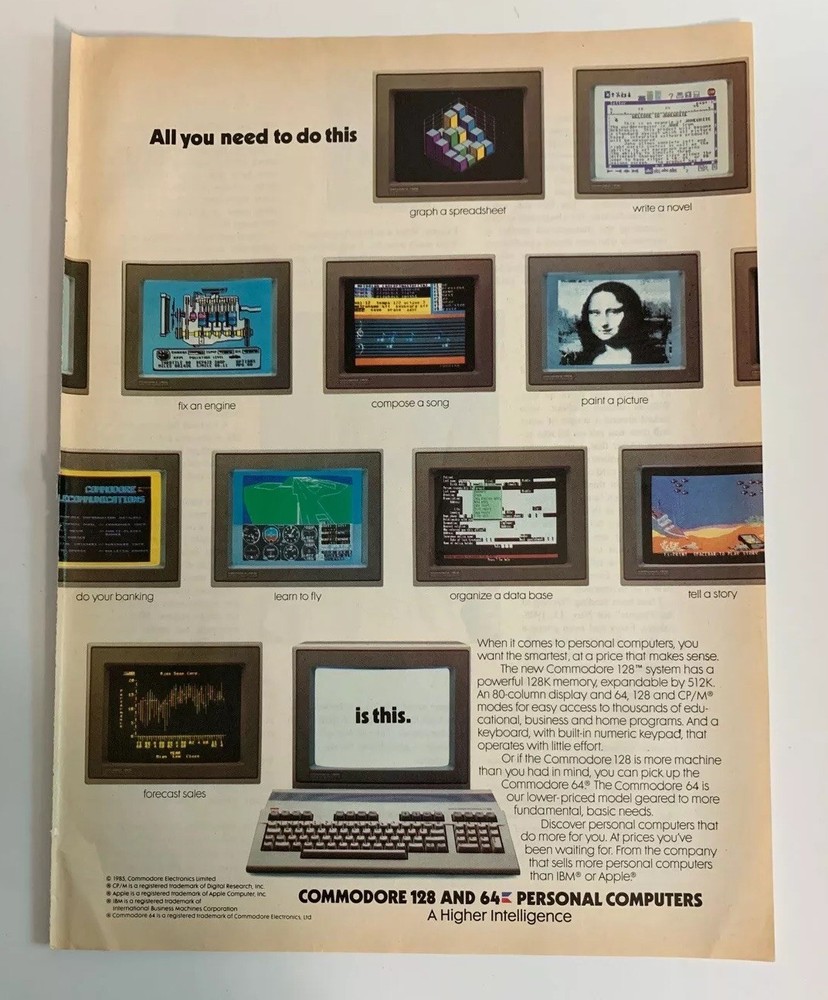 All you need to do this
graph a spreadsheet
write a novel
fix an engine
compose a song
paint a picture
COMMODORE
do your banking
learn to fly
organize a data base
tell a story
forecast sales
is this.
When it comes to personal computers, you
want the smartest, at a price that makes sense.
The new Commodore 128™ system has a
powerful 128K memory, expandable by 512K.
An 80-column display and 64, 128 and CP/M®
modes for easy access to thousands of edu-
cational, business and home programs. And a
keyboard, with built-in numeric keypad, that
operates with little effort.
Or if the Commodore 128 is more machine
than you had in mind, you can pick up the
Commodore 64.® The Commodore 64 is
our lower-priced model geared to more
fundamental, basic needs.
Discover personal computers that
do more for you. At prices you've
been waiting for. From the company
that sells more personal computers
than IBM® or Apple®
© 1985, Commodore Electronics Limited
® CP/M is a registered trademark of Digital Research, Inc.
® Apple is a registered trademark of Apple Computer, Inc.
® IBM is a registered trademark of
International Business Machines Corporation
® Commodore 64 is a registered trademark of Commodore Electronics, Ltd
COMMODORE 128 AND 64 PERSONAL COMPUTERS
A Higher Intelligence